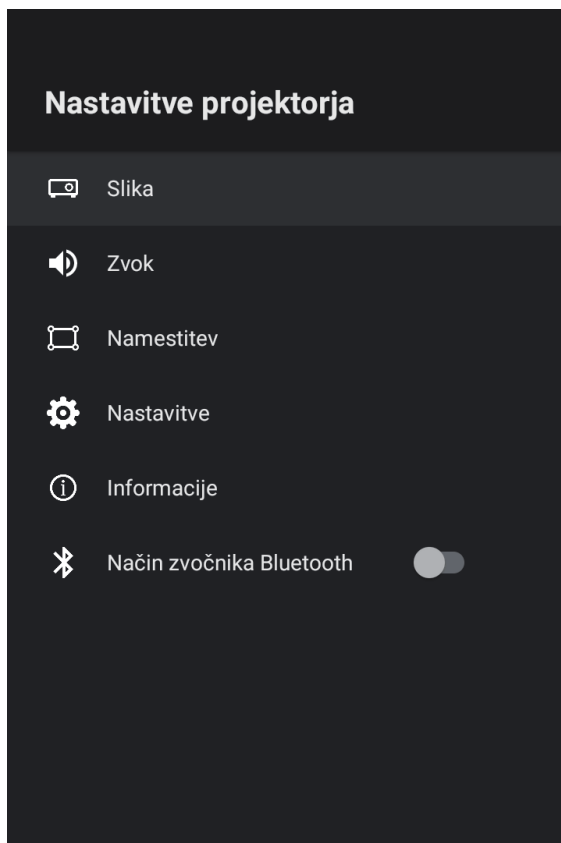 Nastavitve projektorja
Slika
Zvok
Namestitev
Nastavitve
Informacije
Način zvočnika Bluetooth